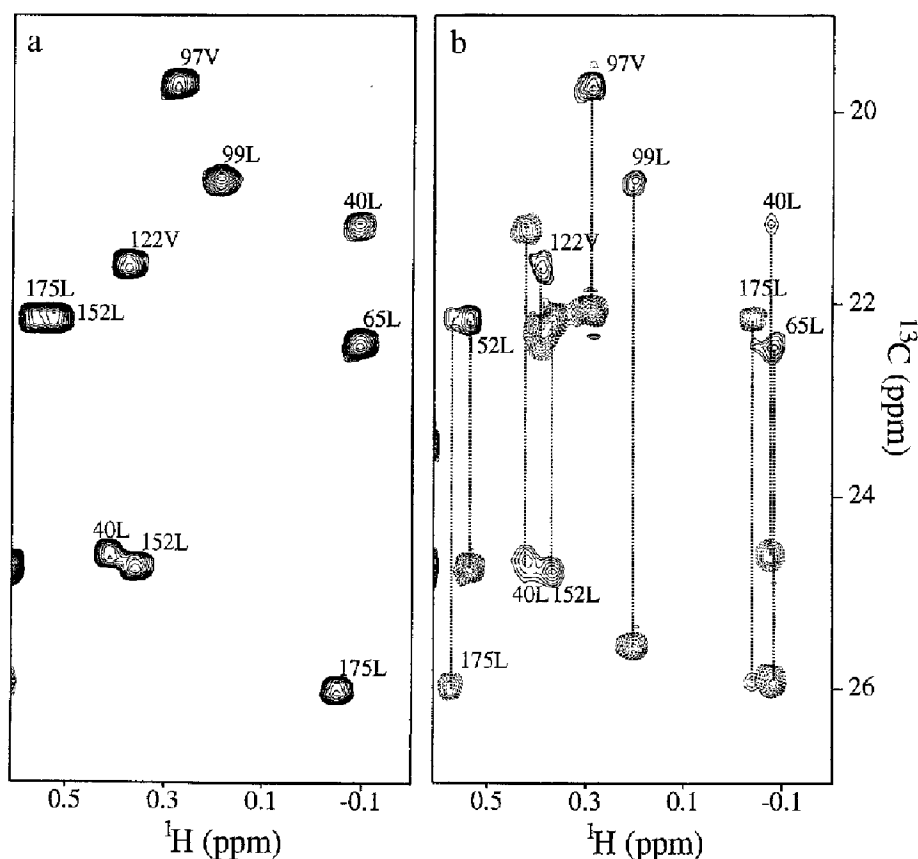 a
97V
99L
40L
122V
175L
152L
65L
40L
152L
175L
0.5
0.3
0.1
-0.1
¹H (ppm)
b
97V
99L
40L
122V
175L
65L
52L
40L
152L
175L
0.5
0.3
0.1
-0.1
¹H (ppm)
20
22
24
26
¹³C (ppm)